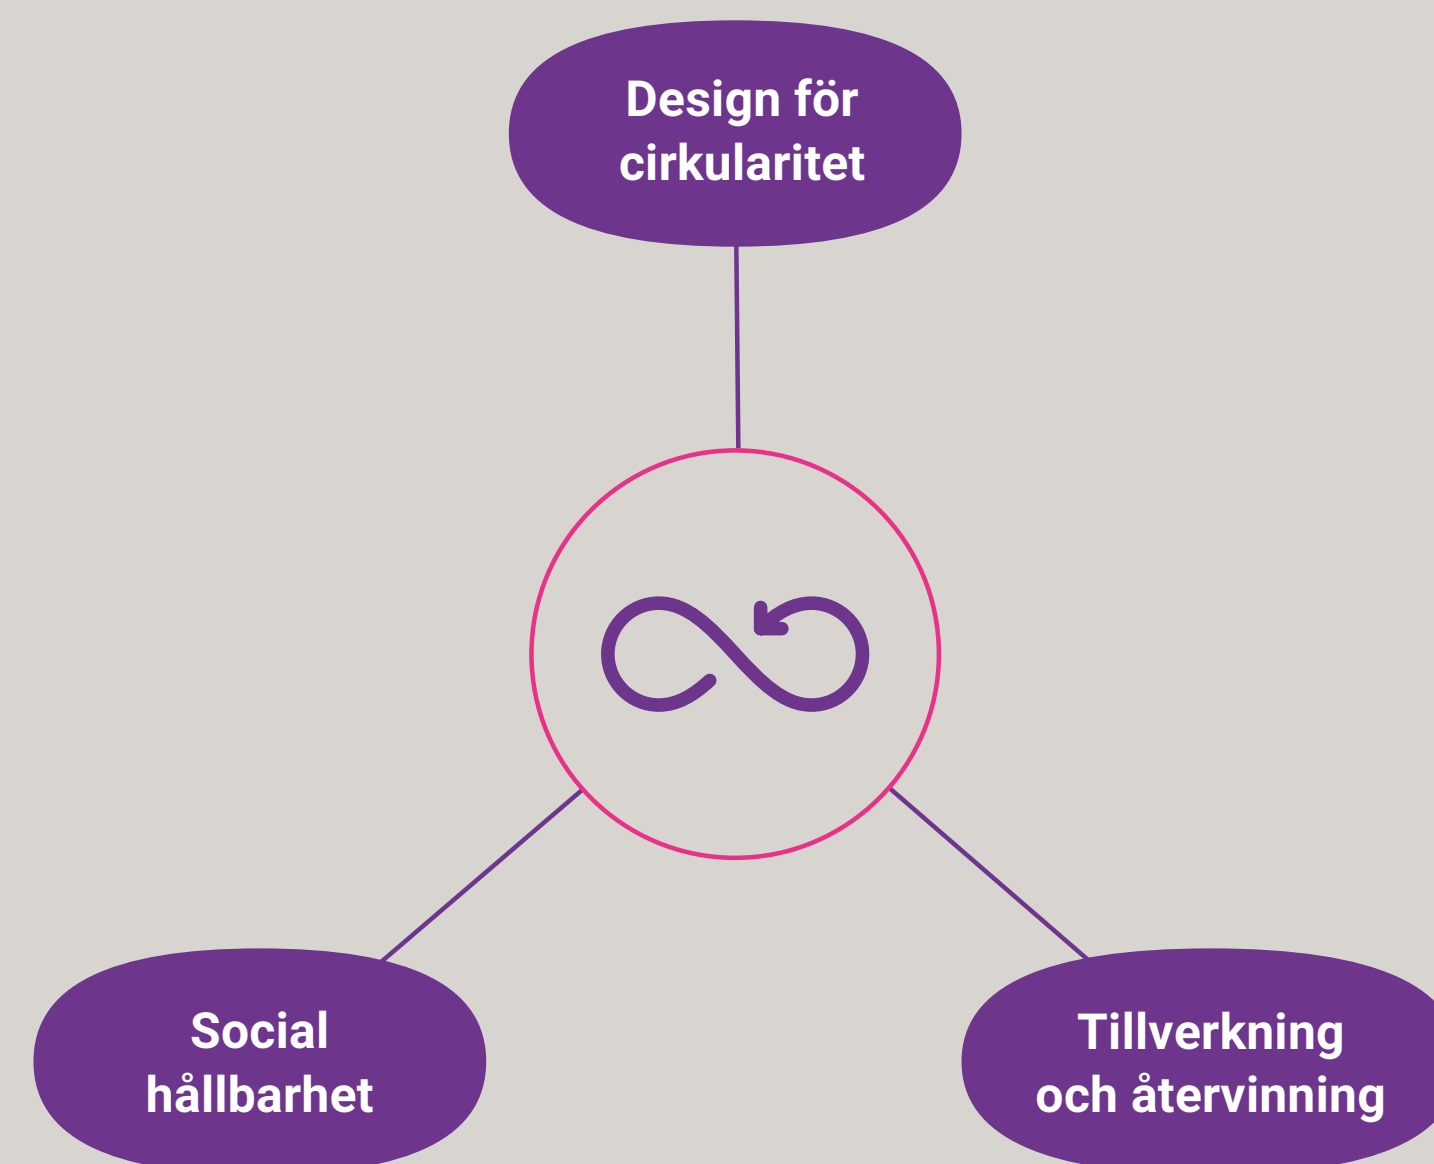 Design för
cirkularitet
Social
hållbarhet
Tillverkning
och återvinning